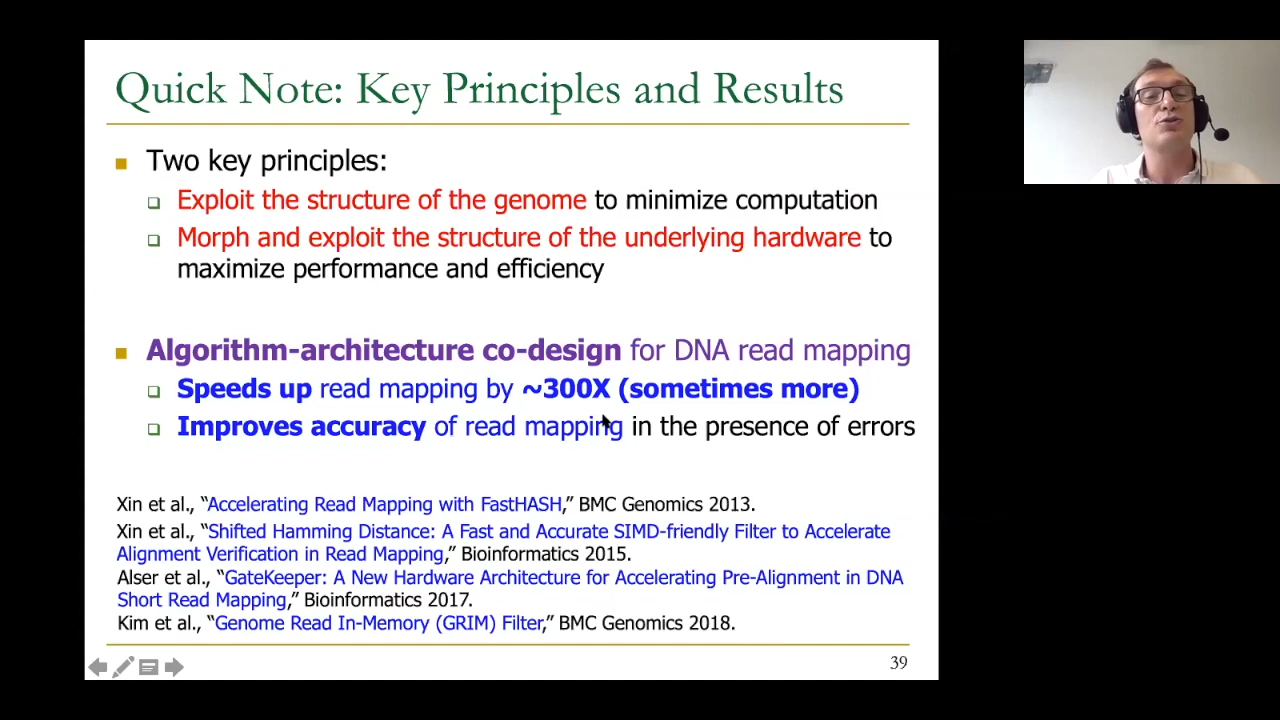 Quick Note: Key Principles and Results
Two key principles:
Exploit the structure of the genome to minimize computation
Morph and exploit the structure of the underlying hardware to
maximize performance and efficiency
Algorithm-architecture co-design for DNA read mapping
Speeds up read mapping by ~300X (sometimes more)
Improves accuracy of read mapping in the presence of errors
Xin et al., “Accelerating Read Mapping with FastHASH,” BMC Genomics 2013.
Xin et al., “Shifted Hamming Distance: A Fast and Accurate SIMD-friendly Filter to Accelerate
Alignment Verification in Read Mapping,” Bioinformatics 2015.
Alser et al., “GateKeeper: A New Hardware Architecture for Accelerating Pre-Alignment in DNA
Short Read Mapping,” Bioinformatics 2017.
Kim et al., “Genome Read In-Memory (GRIM) Filter,” BMC Genomics 2018.
39